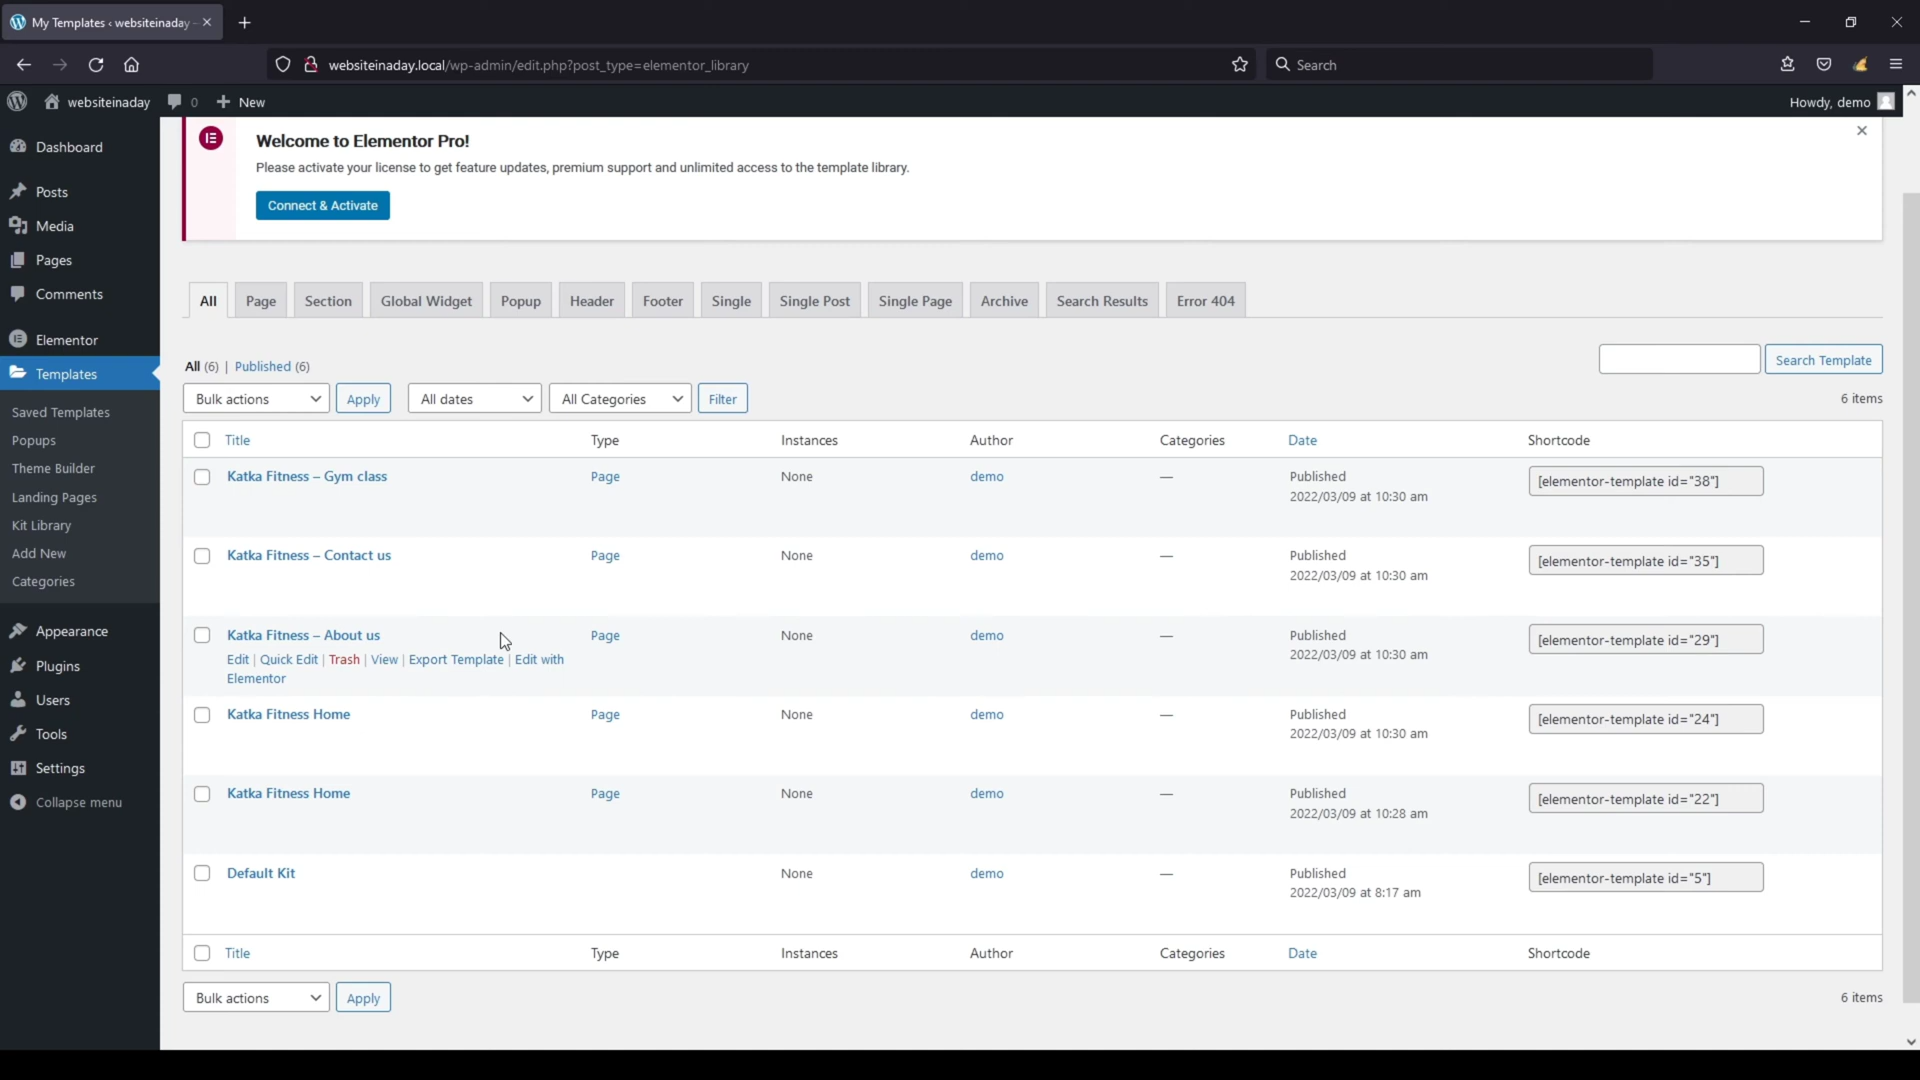 My Templates ‹ websiteinaday —
websiteinaday.local/wp-admin/edit.php?post_type=elementor_library
Search
websiteinaday
0
New
Howdy, demo
Dashboard
Posts
Media
Pages
Comments
Elementor
Templates
Saved Templates
Popups
Theme Builder
Landing Pages
Kit Library
Add New
Categories
Appearance
Plugins
Users
Tools
Settings
Collapse menu
Welcome to Elementor Pro!
Please activate your license to get feature updates, premium support and unlimited access to the template library.
Connect & Activate
All Page Section Global Widget Popup Header Footer Single Single Post Single Page Archive Search Results Error 404
All (6) | Published (6)
Search Template
Bulk actions Apply All dates All Categories Filter
6 items
Title Type Instances Author Categories Date Shortcode
Katka Fitness – Gym class Page None demo — Published [elementor-template id="38"]
2022/03/09 at 10:30 am
Katka Fitness – Contact us Page None demo — Published [elementor-template id="35"]
2022/03/09 at 10:30 am
Katka Fitness – About us Page None demo — Published [elementor-template id="29"]
2022/03/09 at 10:30 am
Edit | Quick Edit | Trash | View | Export Template | Edit with
Elementor
Katka Fitness Home Page None demo — Published [elementor-template id="24"]
2022/03/09 at 10:30 am
Katka Fitness Home Page None demo — Published [elementor-template id="22"]
2022/03/09 at 10:28 am
Default Kit None demo — Published [elementor-template id="5"]
2022/03/09 at 8:17 am
Title Type Instances Author Categories Date Shortcode
Bulk actions Apply
6 items